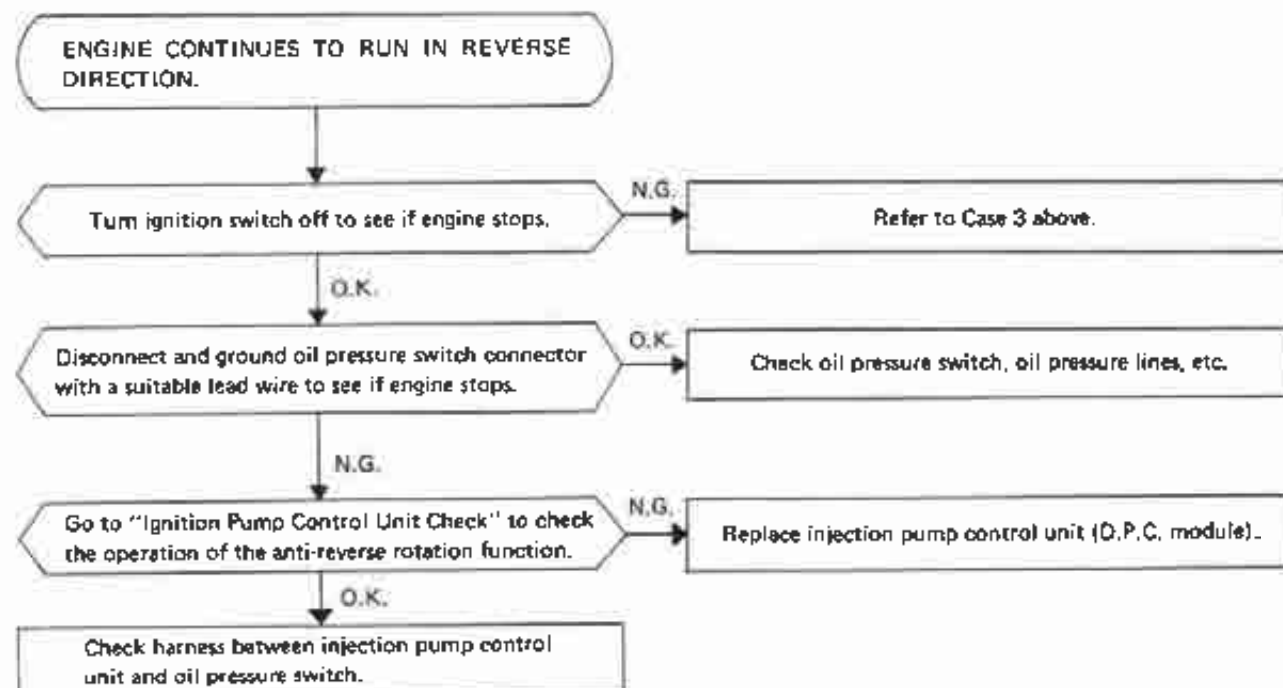 ENGINE CONTINUES TO RUN IN REVERSE
DIRECTION.
Turn ignition switch off to see if engine stops.
N.G.
Refer to Case 3 above.
O.K.
Disconnect and ground oil pressure switch connector
with a suitable lead wire to see if engine stops.
O.K.
Check oil pressure switch, oil pressure lines, etc.
N.G.
Go to "Ignition Pump Control Unit Check" to check
the operation of the anti-reverse rotation function.
N.G.
Replace injection pump control unit (D.P.C. module).
O.K.
Check harness between injection pump control
unit and oil pressure switch.